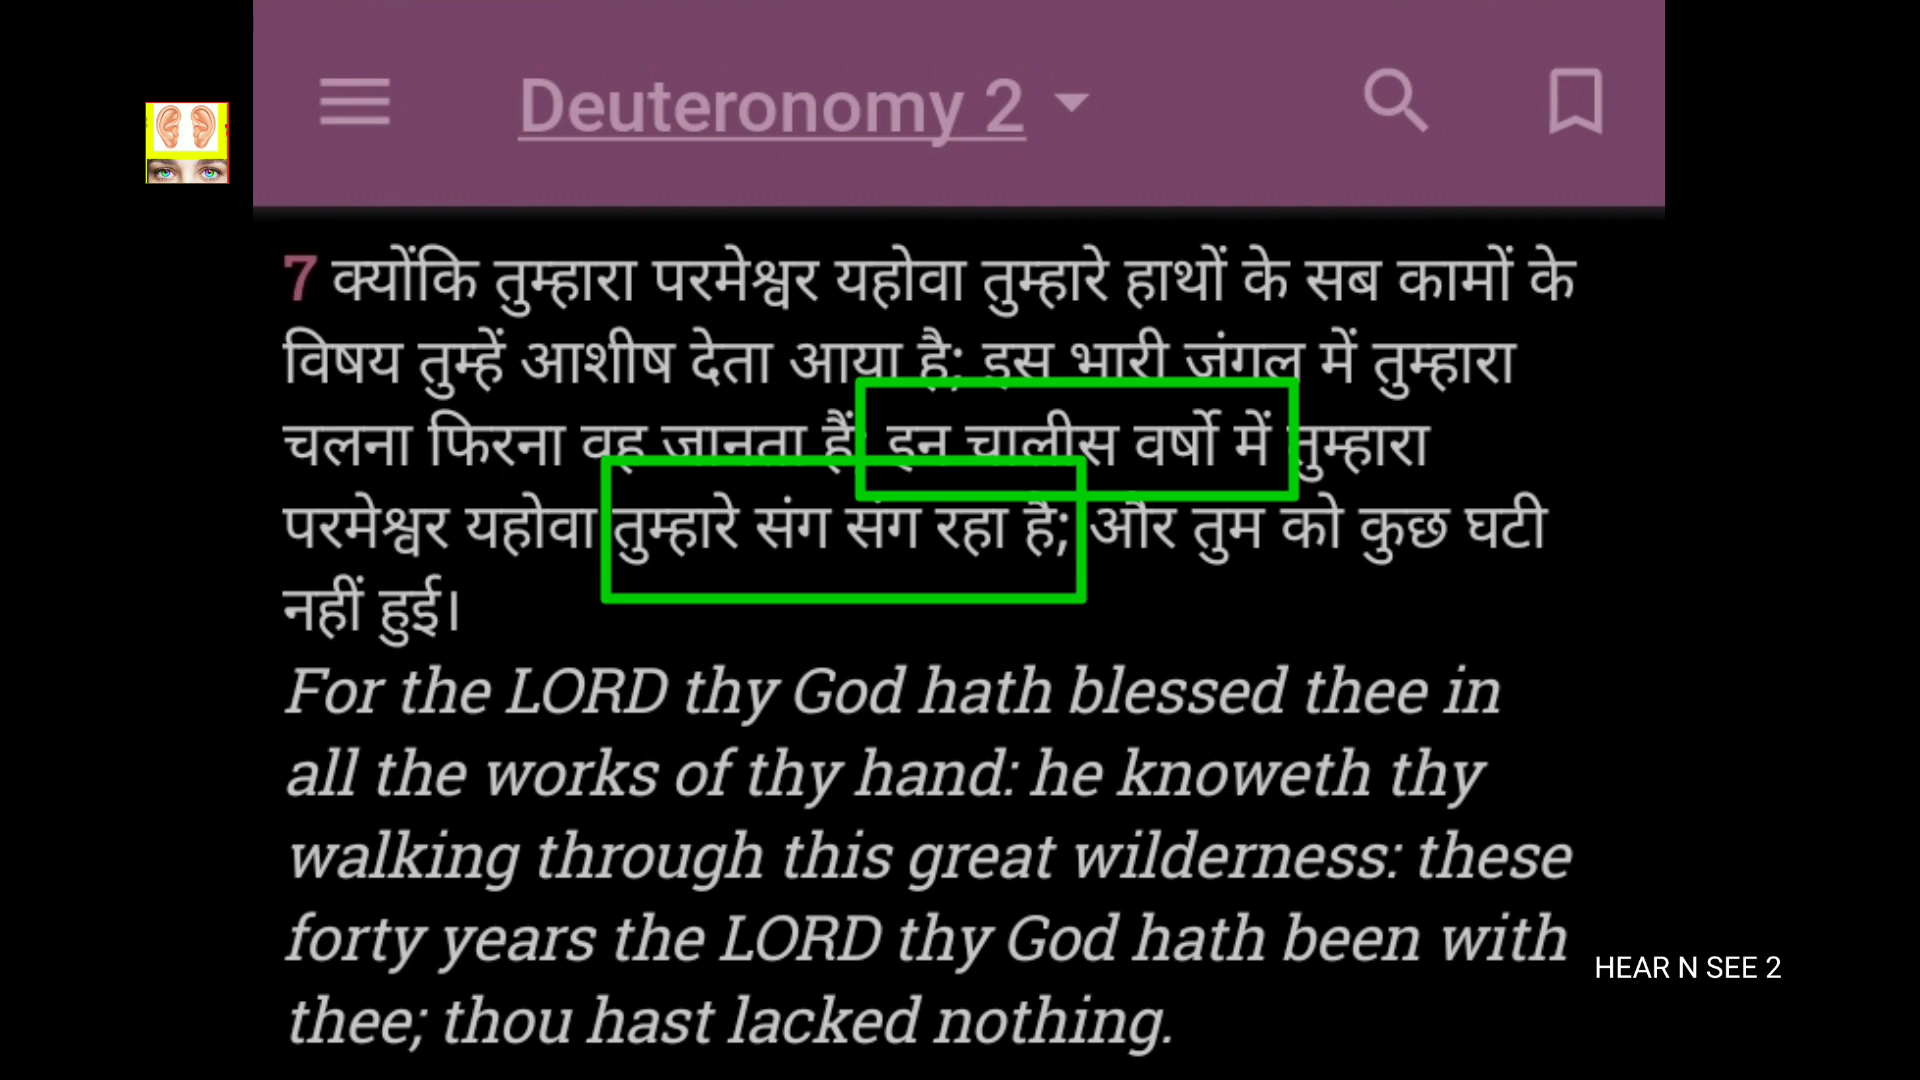 Deuteronomy 2
7 क्योंकि तुम्हारा परमेश्वर यहोवा तुम्हारे हाथों के सब कामों के
विषय तुम्हें आशीष देता आया है; इस भारी जंगल में तुम्हारा
चलना फिरना वह जानता हैं; इन चालीस वर्षो में तुम्हारा
परमेश्वर यहोवा तुम्हारे संग संग रहा है; और तुम को कुछ घटी
नहीं हुई।
For the LORD thy God hath blessed thee in
all the works of thy hand: he knoweth thy
walking through this great wilderness: these
forty years the LORD thy God hath been with
thee; thou hast lacked nothing.
HEAR N SEE 2